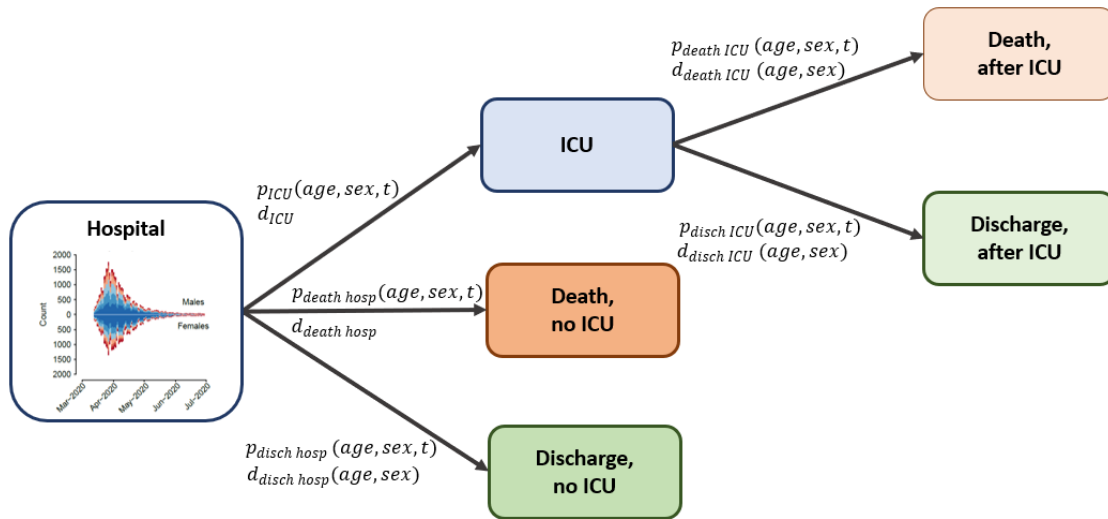 Hospital
2000
1500
1000
500
0
500
1000
1500
2000
Count
Males
Females
Mar-2020
Apr-2020
May-2020
Jun-2020
Jul-2020
p_ICU(age, sex, t)
d_ICU
p_death hosp(age, sex, t)
d_death hosp
p_disch hosp (age, sex, t)
d_disch hosp(age, sex)
ICU
Death,
no ICU
Discharge,
no ICU
p_death ICU (age, sex, t)
d_death ICU (age, sex)
p_disch ICU (age, sex, t)
d_disch ICU (age, sex)
Death,
after ICU
Discharge,
after ICU